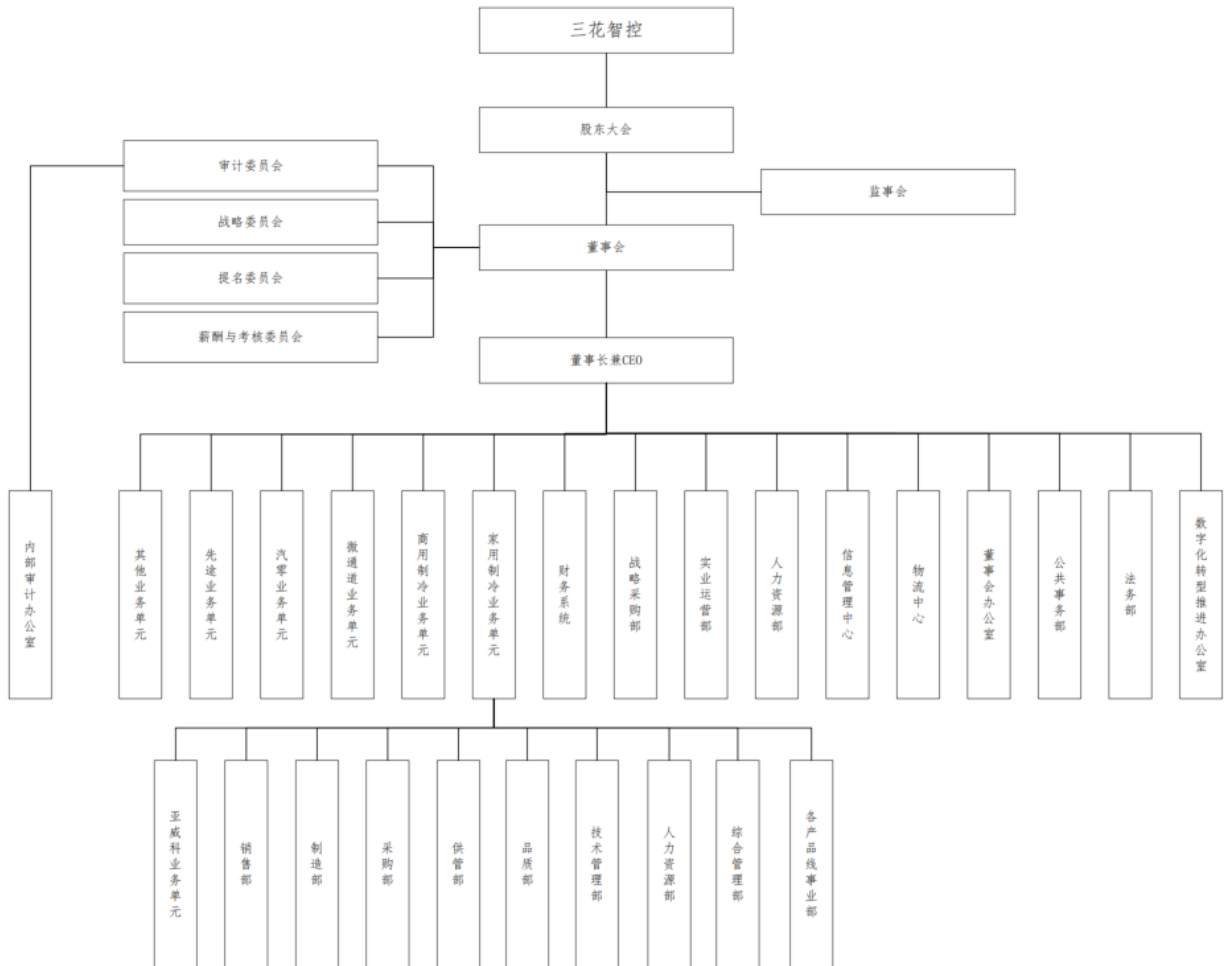 三花智控
股东大会
审计委员会
监事会
战略委员会
董事会
提名委员会
薪酬与考核委员会
董事长兼CEO
内部审计办公室
其他业务单元
先途业务单元
汽零业务单元
微通道业务单元
商用制冷业务单元
家用制冷业务单元
财务系统
战略采购部
实业运营部
人力资源部
信息管理中心
物流中心
董事会办公室
公共事务部
法务部
数字化转型推进办公室
亚威科业务单元
销售部
制造部
采购部
供管部
品质部
技术管理部
人力资源部
综合管理部
各产品线事业部